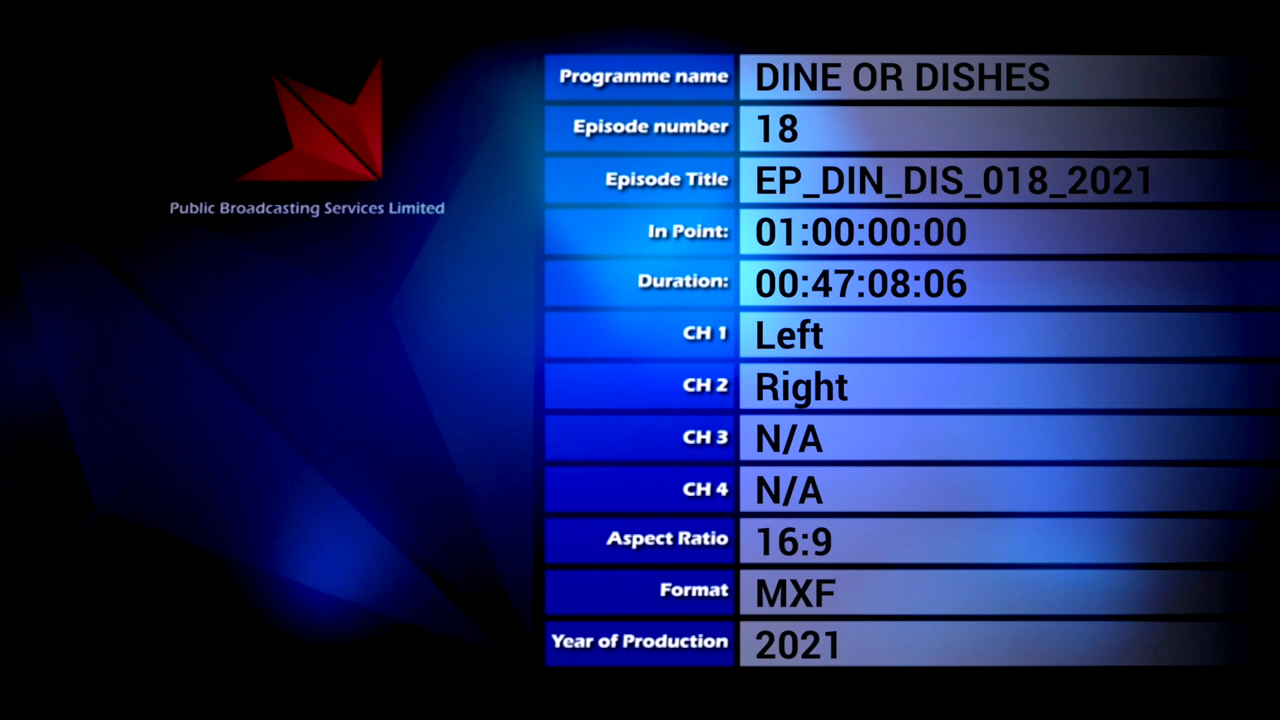 Public Broadcasting Services Limited
Programme name DINE OR DISHES
Episode number 18
Episode Title EP_DIN_DIS_018_2021
In Point: 01:00:00:00
Duration: 00:47:08:06
CH 1 Left
CH 2 Right
CH 3 N/A
CH 4 N/A
Aspect Ratio 16:9
Format MXF
Year of Production 2021